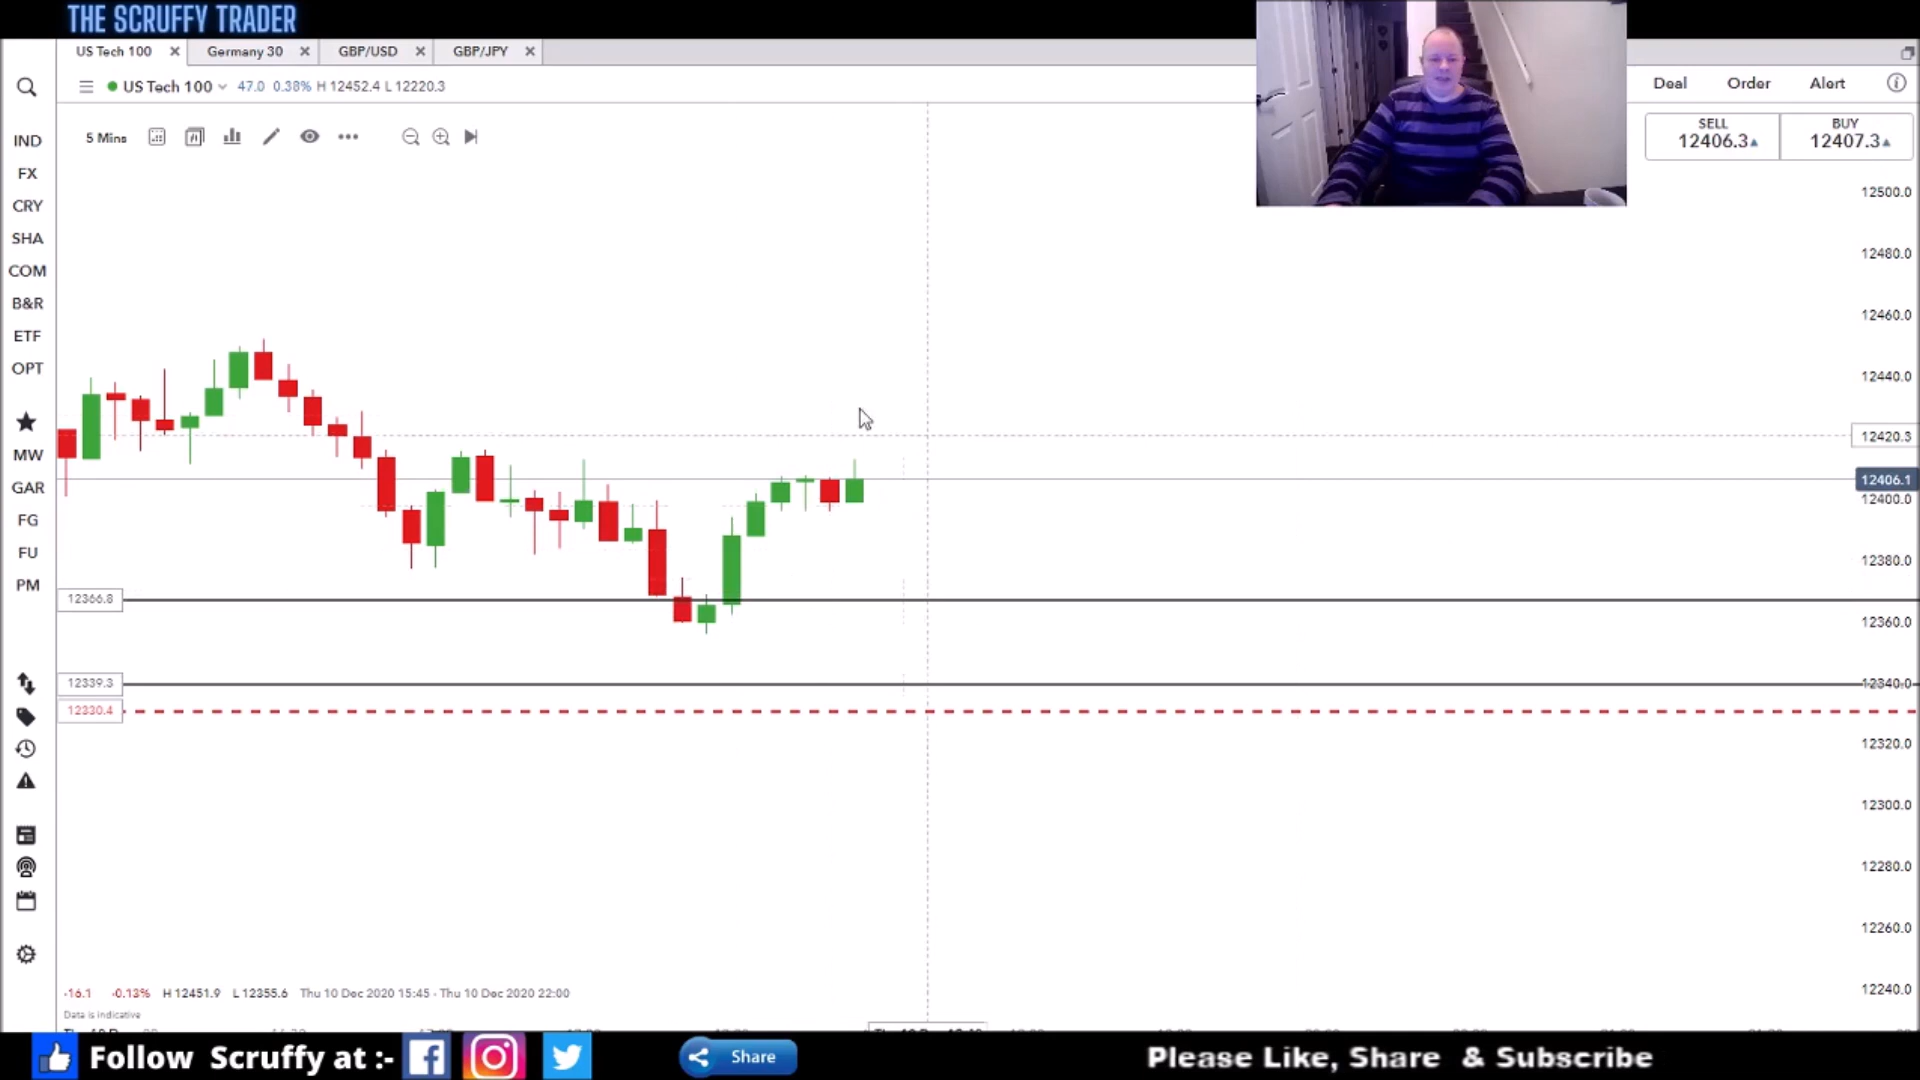 THE SCRUFFY TRADER
US Tech 100
Germany 30
GBP/USD
GBP/JPY
US Tech 100 47.0 0.38% H 12452.4 L 12220.3
Deal Order Alert
5 Mins
SELL
12406.3
BUY
12407.3
IND
FX
CRY
SHA
COM
B&R
ETF
OPT
MW
GAR
FG
FU
PM
12500.0
12480.0
12460.0
12440.0
12420.3
12406.1
12400.0
12380.0
12360.0
12340.0
12320.0
12300.0
12280.0
12260.0
12240.0
12366.8
12339.3
12330.4
-16.1 -0.13% H 12451.9 L 12355.6 Thu 10 Dec 2020 15:45 - Thu 10 Dec 2020 22:00
Data is indicative
Follow Scruffy at :-
Share
Please Like, Share & Subscribe